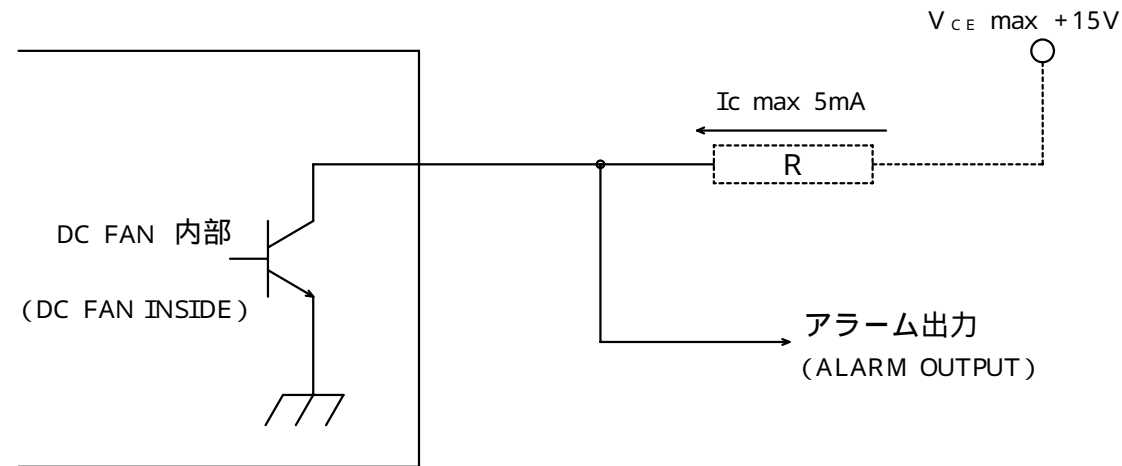 VCE max +15V
Ic max 5mA
R
DC FAN 内部
(DC FAN INSIDE)
アラーム出力
(ALARM OUTPUT)